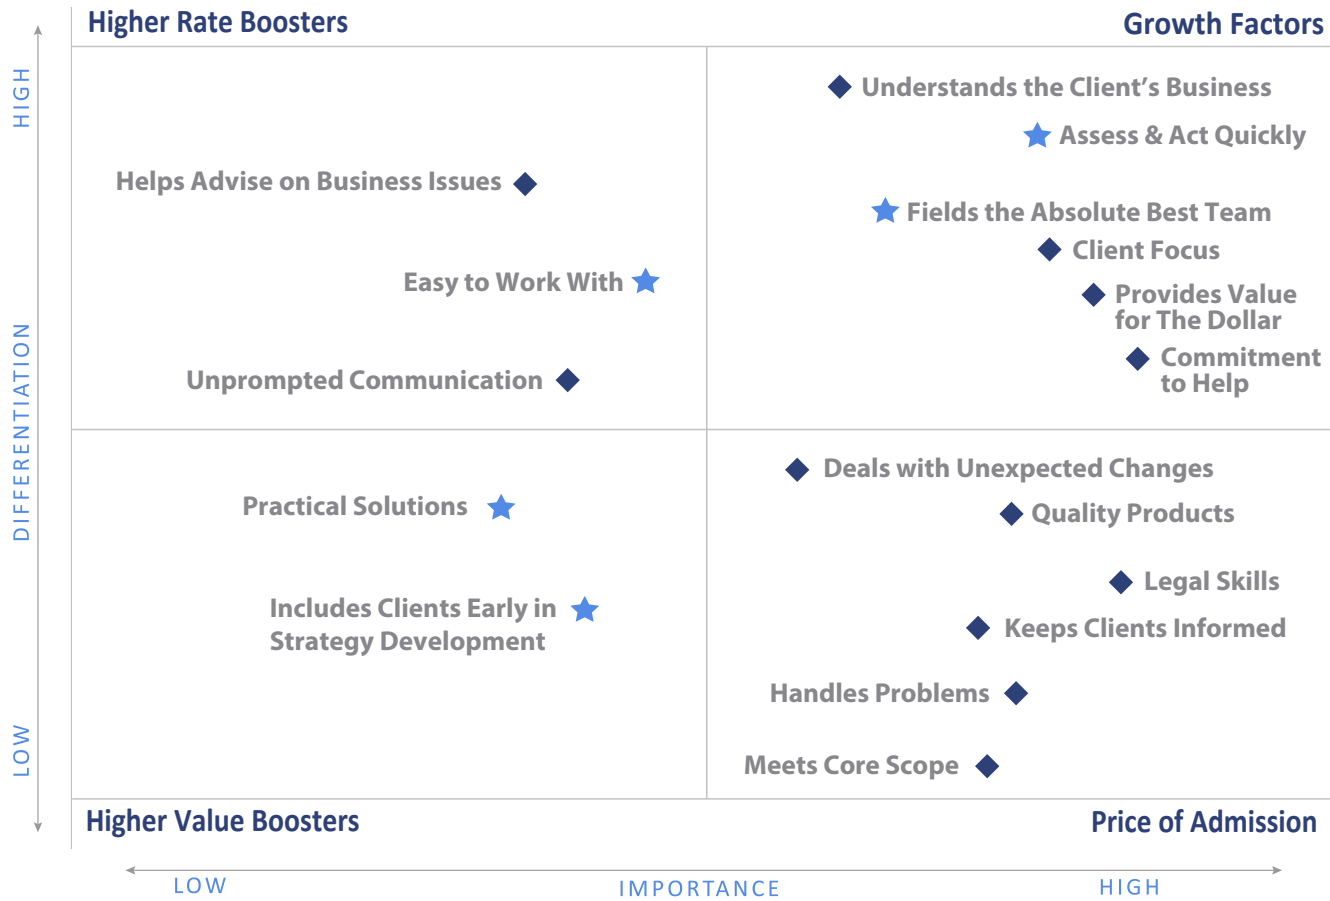 Higher Rate Boosters
Growth Factors
HIGH
Understands the Client’s Business
Assess & Act Quickly
Helps Advise on Business Issues
Fields the Absolute Best Team
Client Focus
Easy to Work With
Provides Value
for The Dollar
Commitment
to Help
Unprompted Communication
DIFFERENTIATION
Deals with Unexpected Changes
Practical Solutions
Quality Products
Legal Skills
Includes Clients Early in
Strategy Development
Keeps Clients Informed
Handles Problems
LOW
Meets Core Scope
Higher Value Boosters
Price of Admission
LOW
IMPORTANCE
HIGH